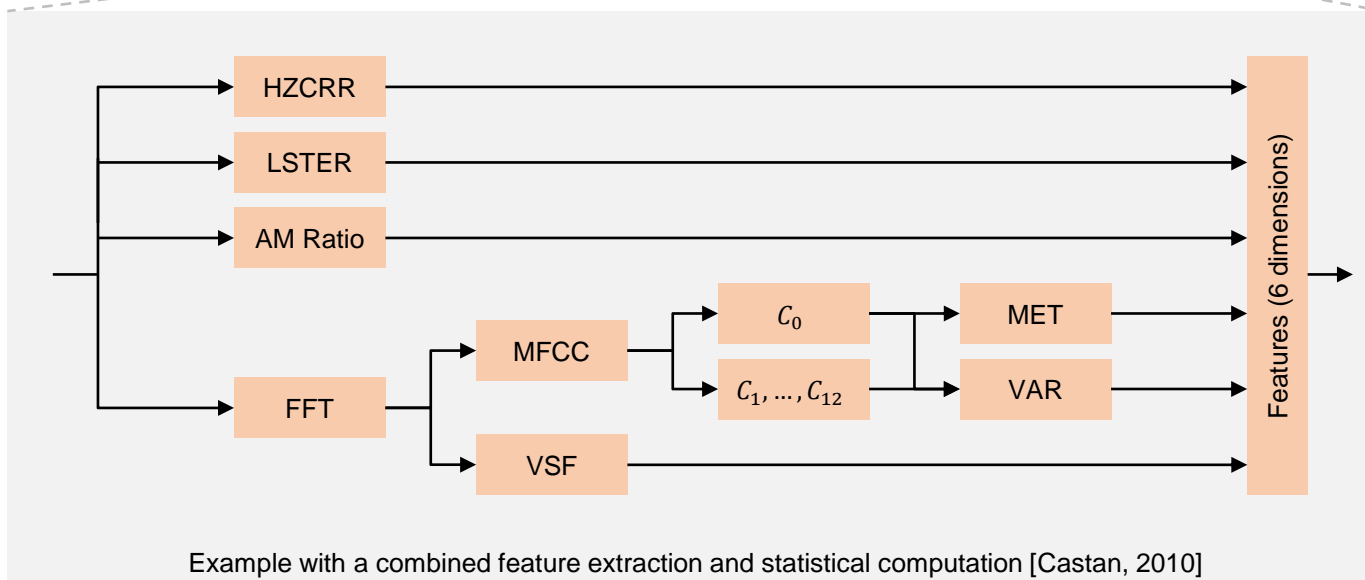 HZCRR
LSTER
AM Ratio
FFT
MFCC
VSF
C₀
C₁, … , C₁₂
MET
VAR
Features (6 dimensions)
Example with a combined feature extraction and statistical computation [Castan, 2010]